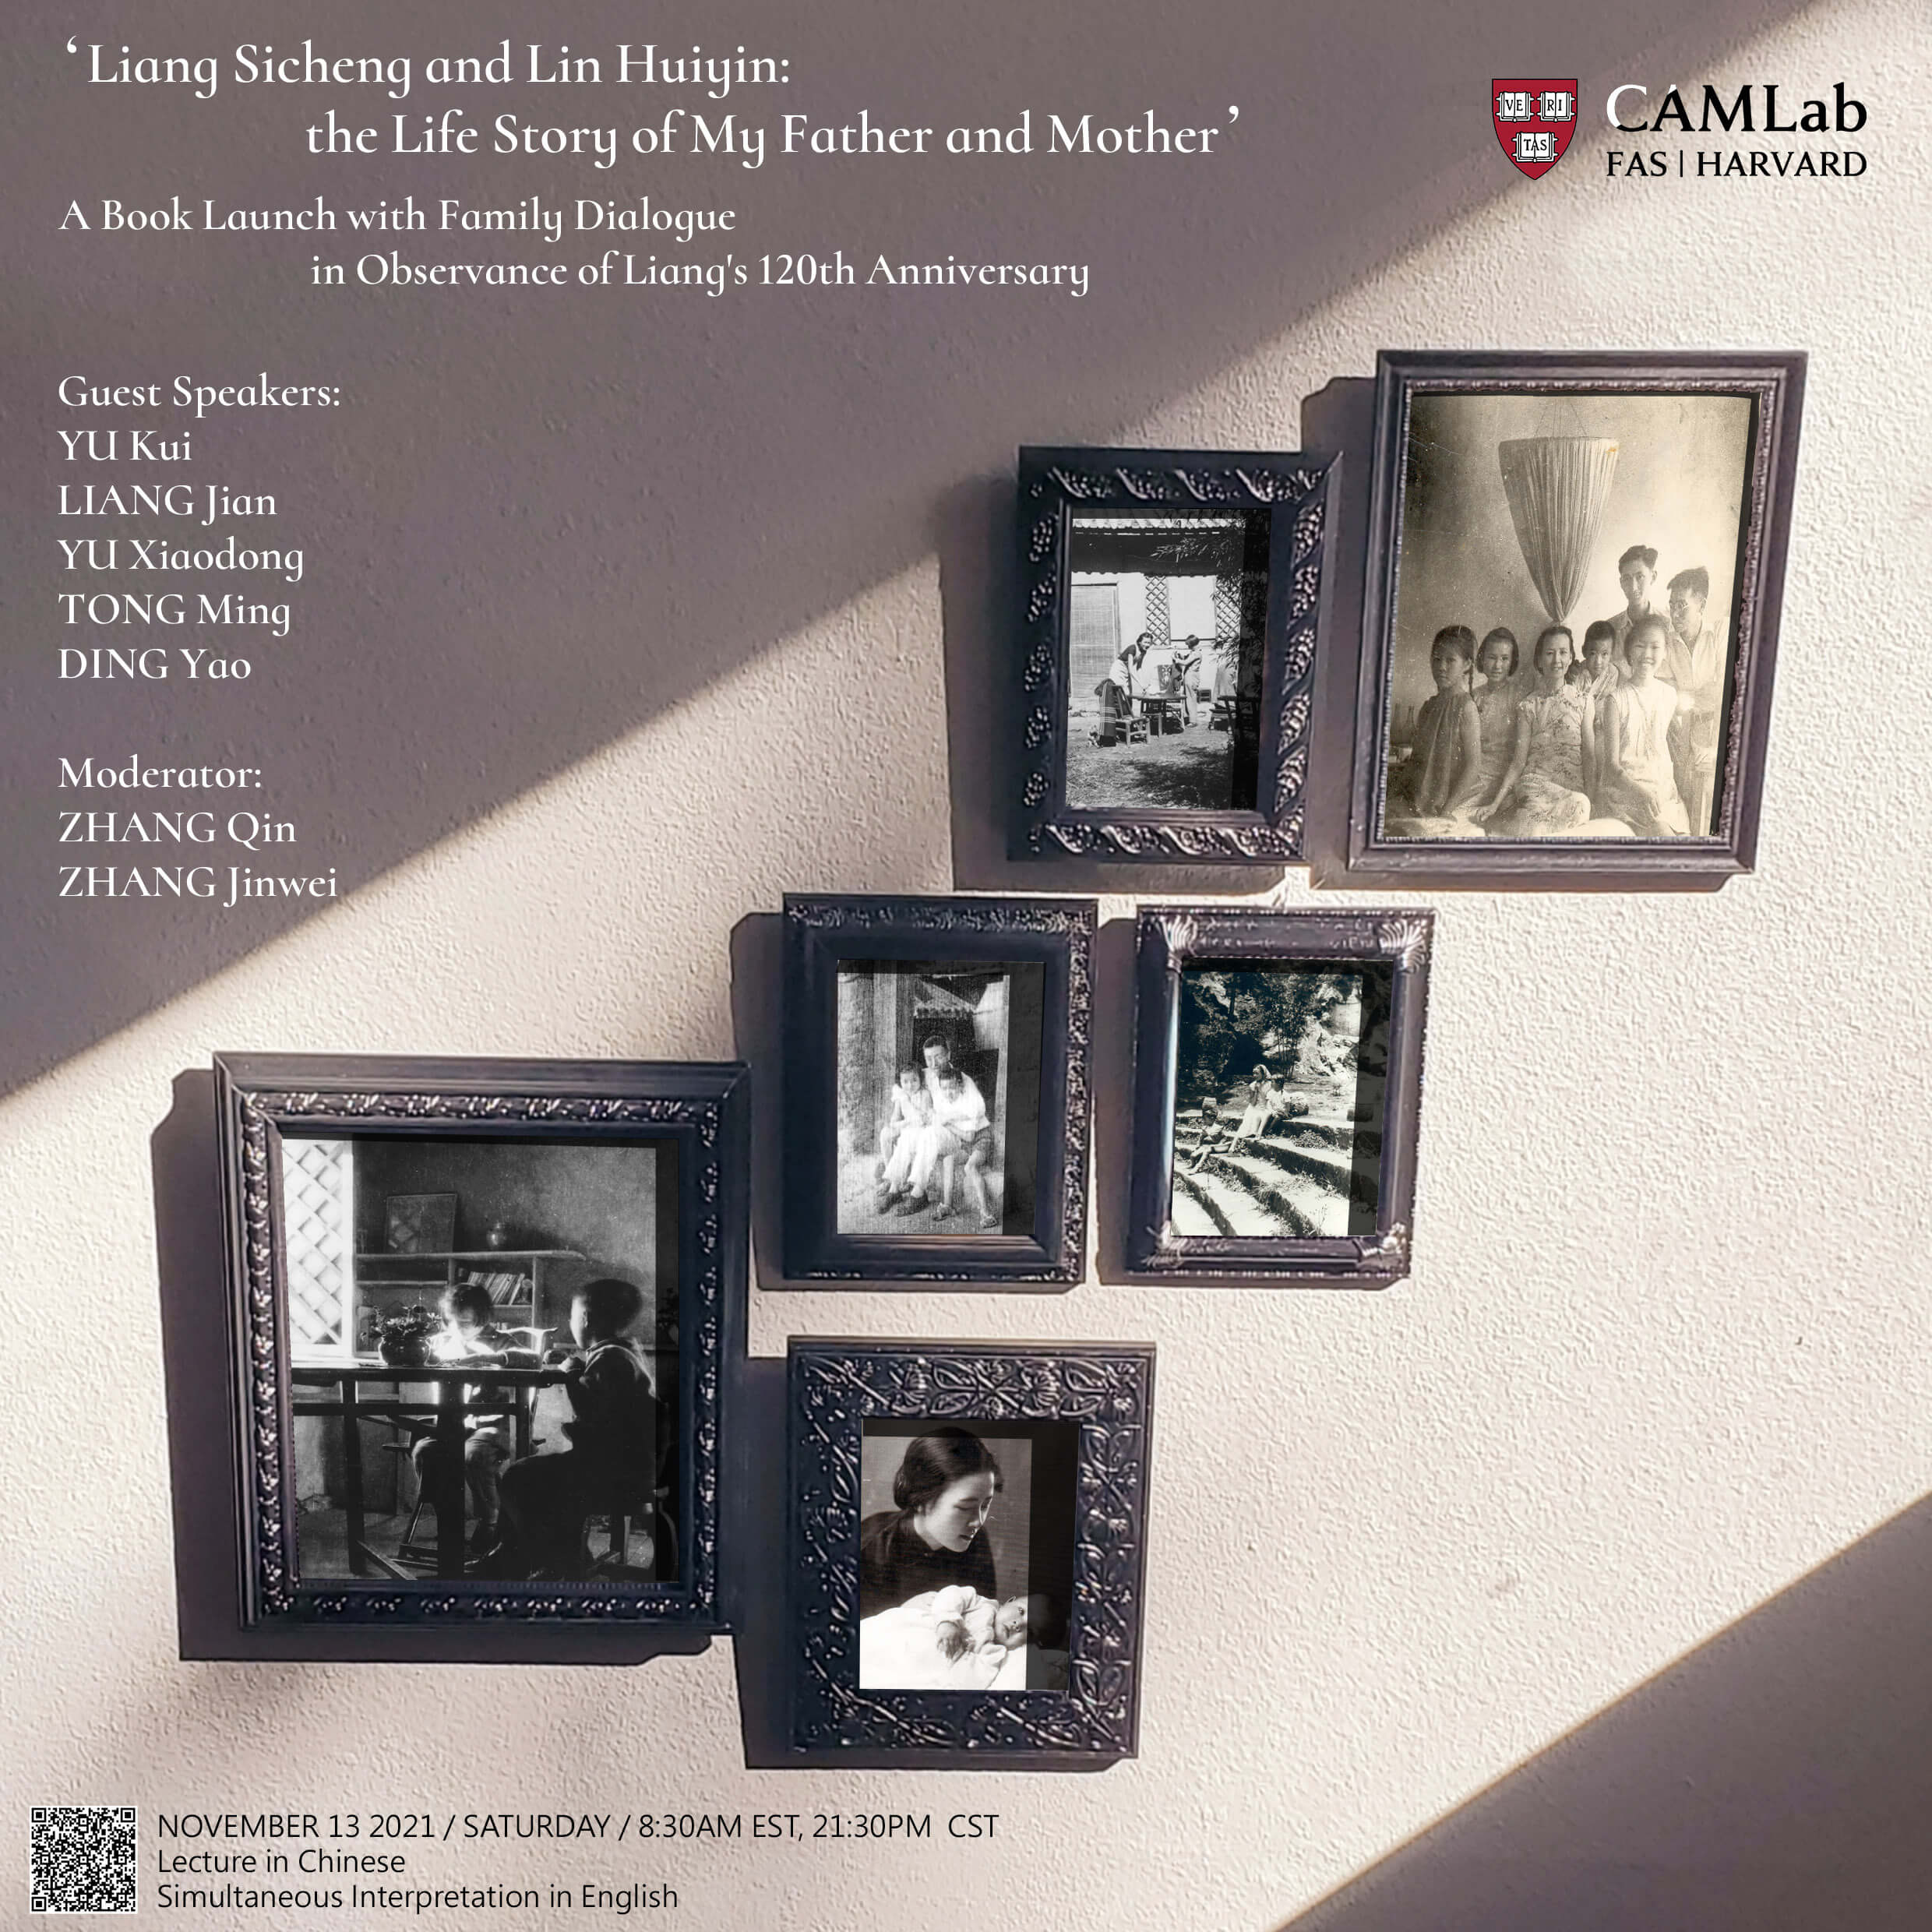 ‘Liang Sicheng and Lin Huiyin:
the Life Story of My Father and Mother’
A Book Launch with Family Dialogue
in Observance of Liang's 120th Anniversary
VE RI
TAS
CAMLab
FAS | HARVARD
Guest Speakers:
YU Kui
LIANG Jian
YU Xiaodong
TONG Ming
DING Yao
Moderator:
ZHANG Qin
ZHANG Jinwei
NOVEMBER 13 2021 / SATURDAY / 8:30AM EST, 21:30PM CST
Lecture in Chinese
Simultaneous Interpretation in English